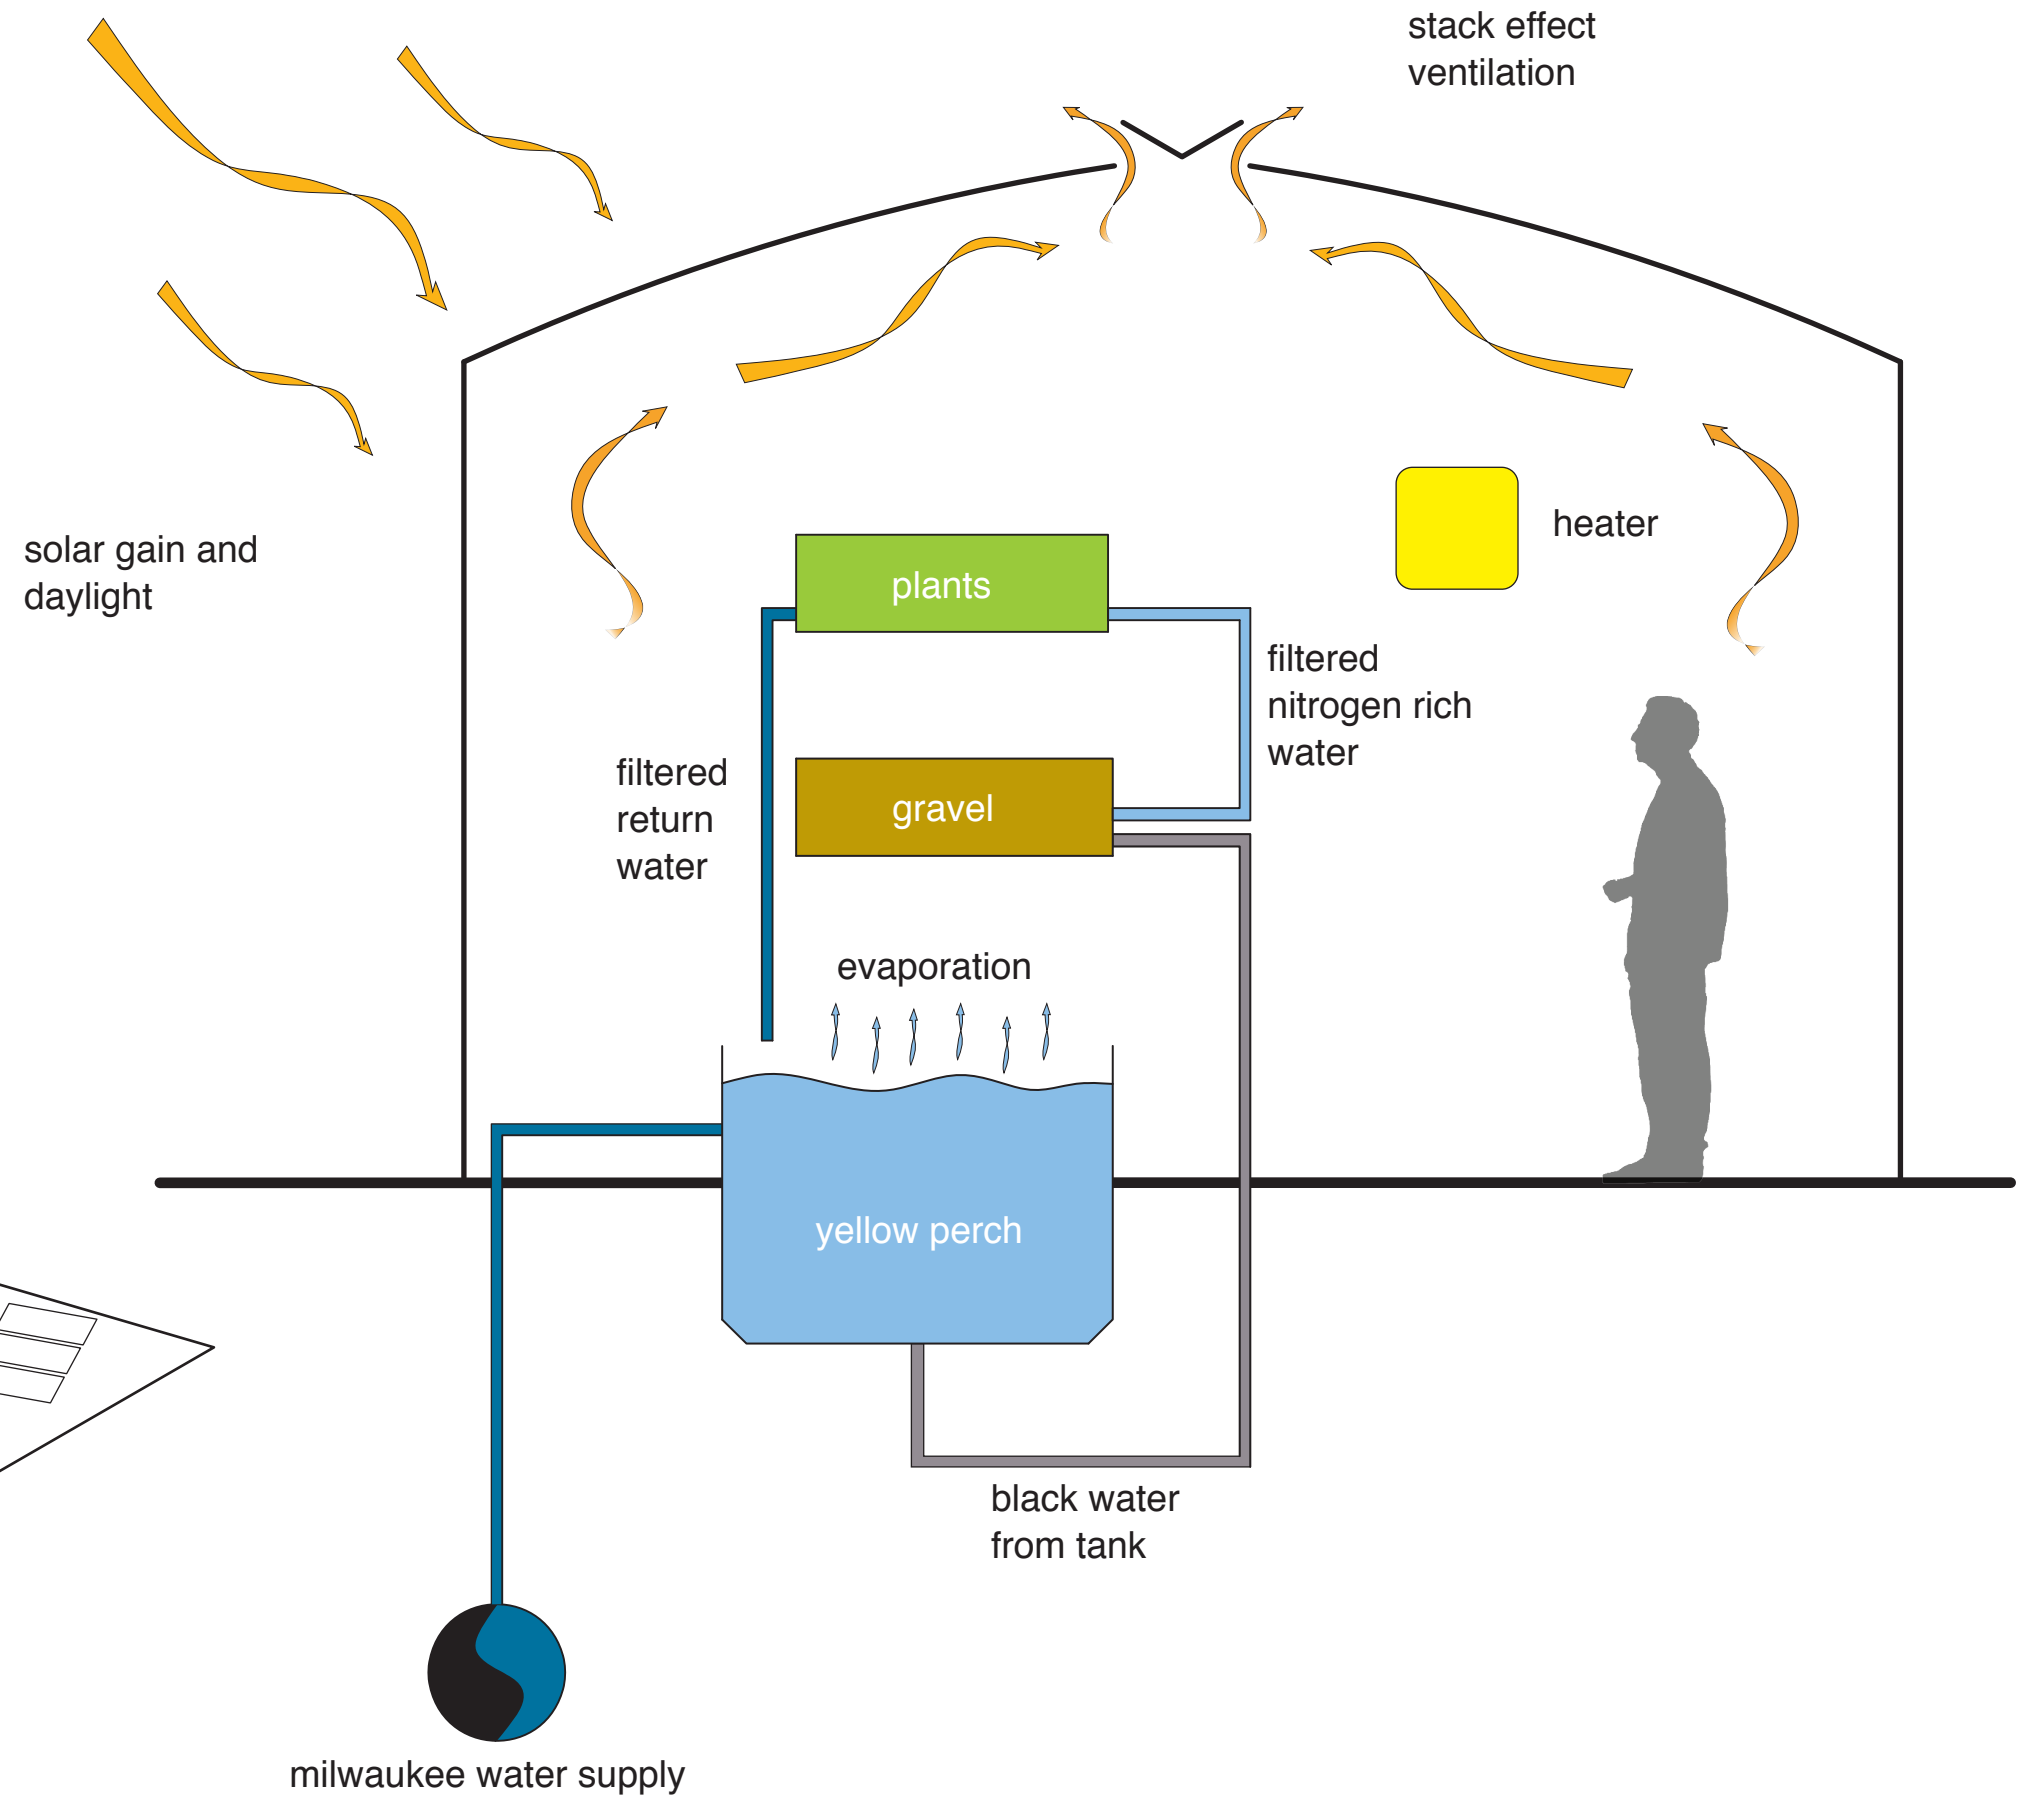 stack effect
ventilation
solar gain and
daylight
heater
plants
filtered
nitrogen rich
water
filtered
return
water
gravel
evaporation
yellow perch
black water
from tank
milwaukee water supply